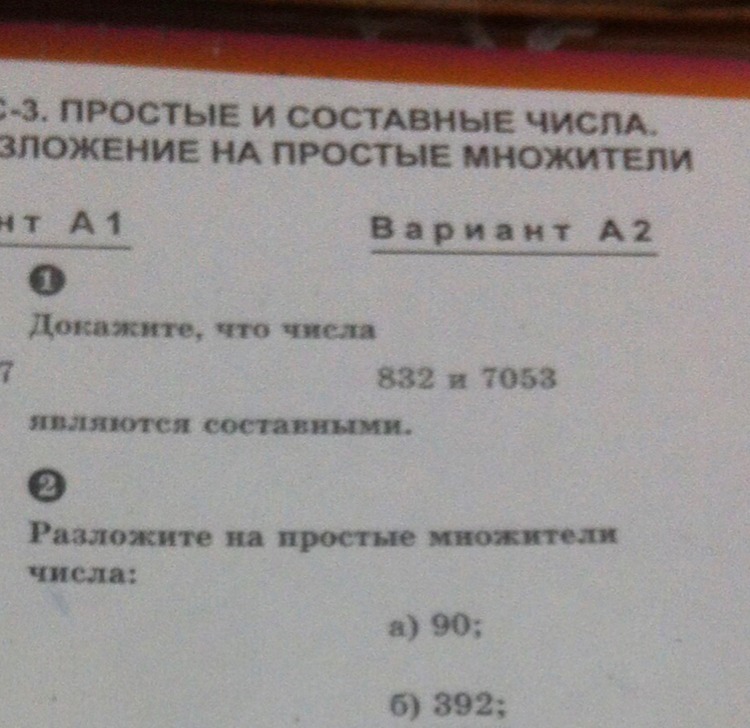 С-3. ПРОСТЫЕ И СОСТАВНЫЕ ЧИСЛА.
ЗЛОЖЕНИЕ НА ПРОСТЫЕ МНОЖИТЕЛИ
нт А1 Вариант А2
1
Докажите, что числа
7 832 и 7053
являются составными.
2
Разложите на простые множители
числа:
а) 90;
б) 392;